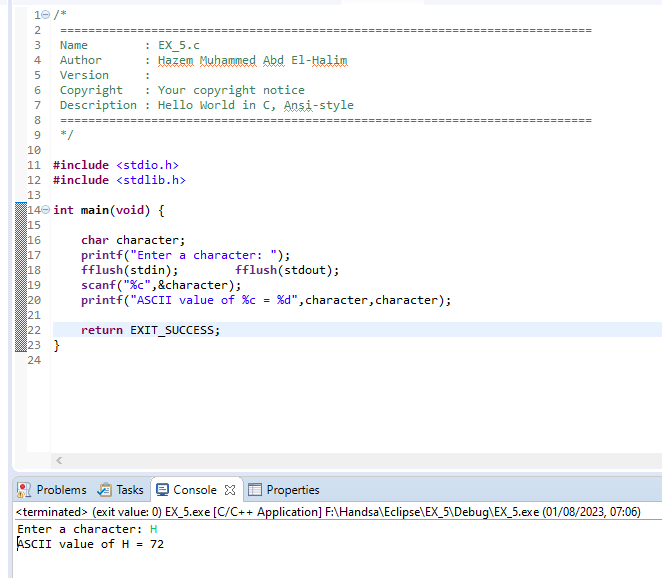 1 /*
2 ============================================================================
3 Name        : EX_5.c
4 Author      : Hazem Muhammed Abd El-Halim
5 Version     :
6 Copyright   : Your copyright notice
7 Description : Hello World in C, Ansi-style
8 ============================================================================
9 */
10
11 #include <stdio.h>
12 #include <stdlib.h>
13
14 int main(void) {
15
16     char character;
17     printf("Enter a character: ");
18     fflush(stdin);        fflush(stdout);
19     scanf("%c",&character);
20     printf("ASCII value of %c = %d",character,character);
21
22     return EXIT_SUCCESS;
23 }
24
Problems Tasks Console Properties
<terminated> (exit value: 0) EX_5.exe [C/C++ Application] F:\Handsa\Eclipse\EX_5\Debug\EX_5.exe (01/08/2023, 07:06)
Enter a character: H
ASCII value of H = 72